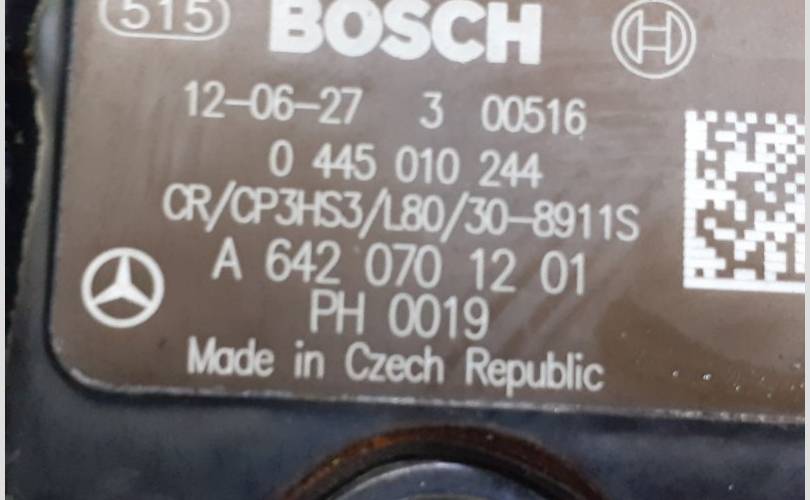 515 BOSCH
12-06-27 3 00516
0 445 010 244
CR/CP3HS3/L80/30-8911S
A 642 070 12 01
PH 0019
Made in Czech Republic